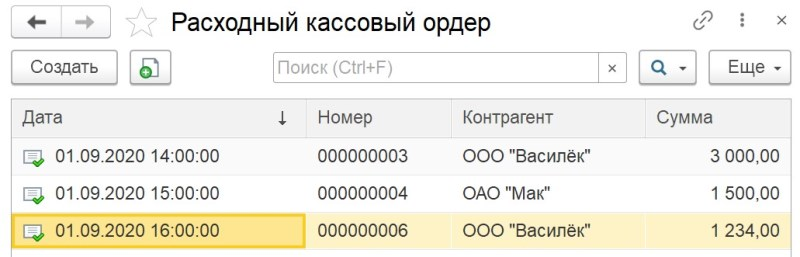 Расходный кассовый ордер
Создать Поиск (Ctrl+F) × Еще
Дата ↓ Номер Контрагент Сумма
01.09.2020 14:00:00 000000003 ООО "Василёк" 3 000,00
01.09.2020 15:00:00 000000004 ОАО "Мак" 1 500,00
01.09.2020 16:00:00 000000006 ООО "Василёк" 1 234,00